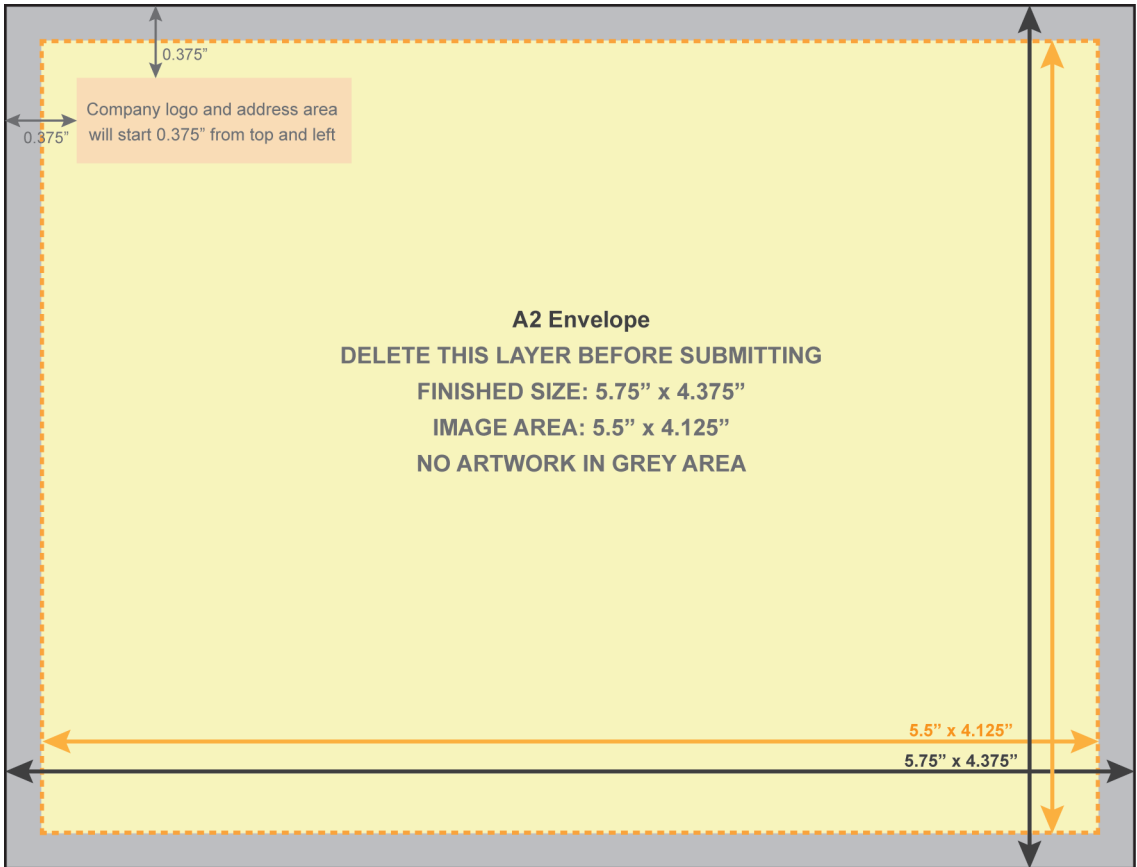 0.375”
Company logo and address area
will start 0.375” from top and left
0.375”
A2 Envelope
DELETE THIS LAYER BEFORE SUBMITTING
FINISHED SIZE: 5.75” x 4.375”
IMAGE AREA: 5.5” x 4.125”
NO ARTWORK IN GREY AREA
5.5” x 4.125”
5.75” x 4.375”